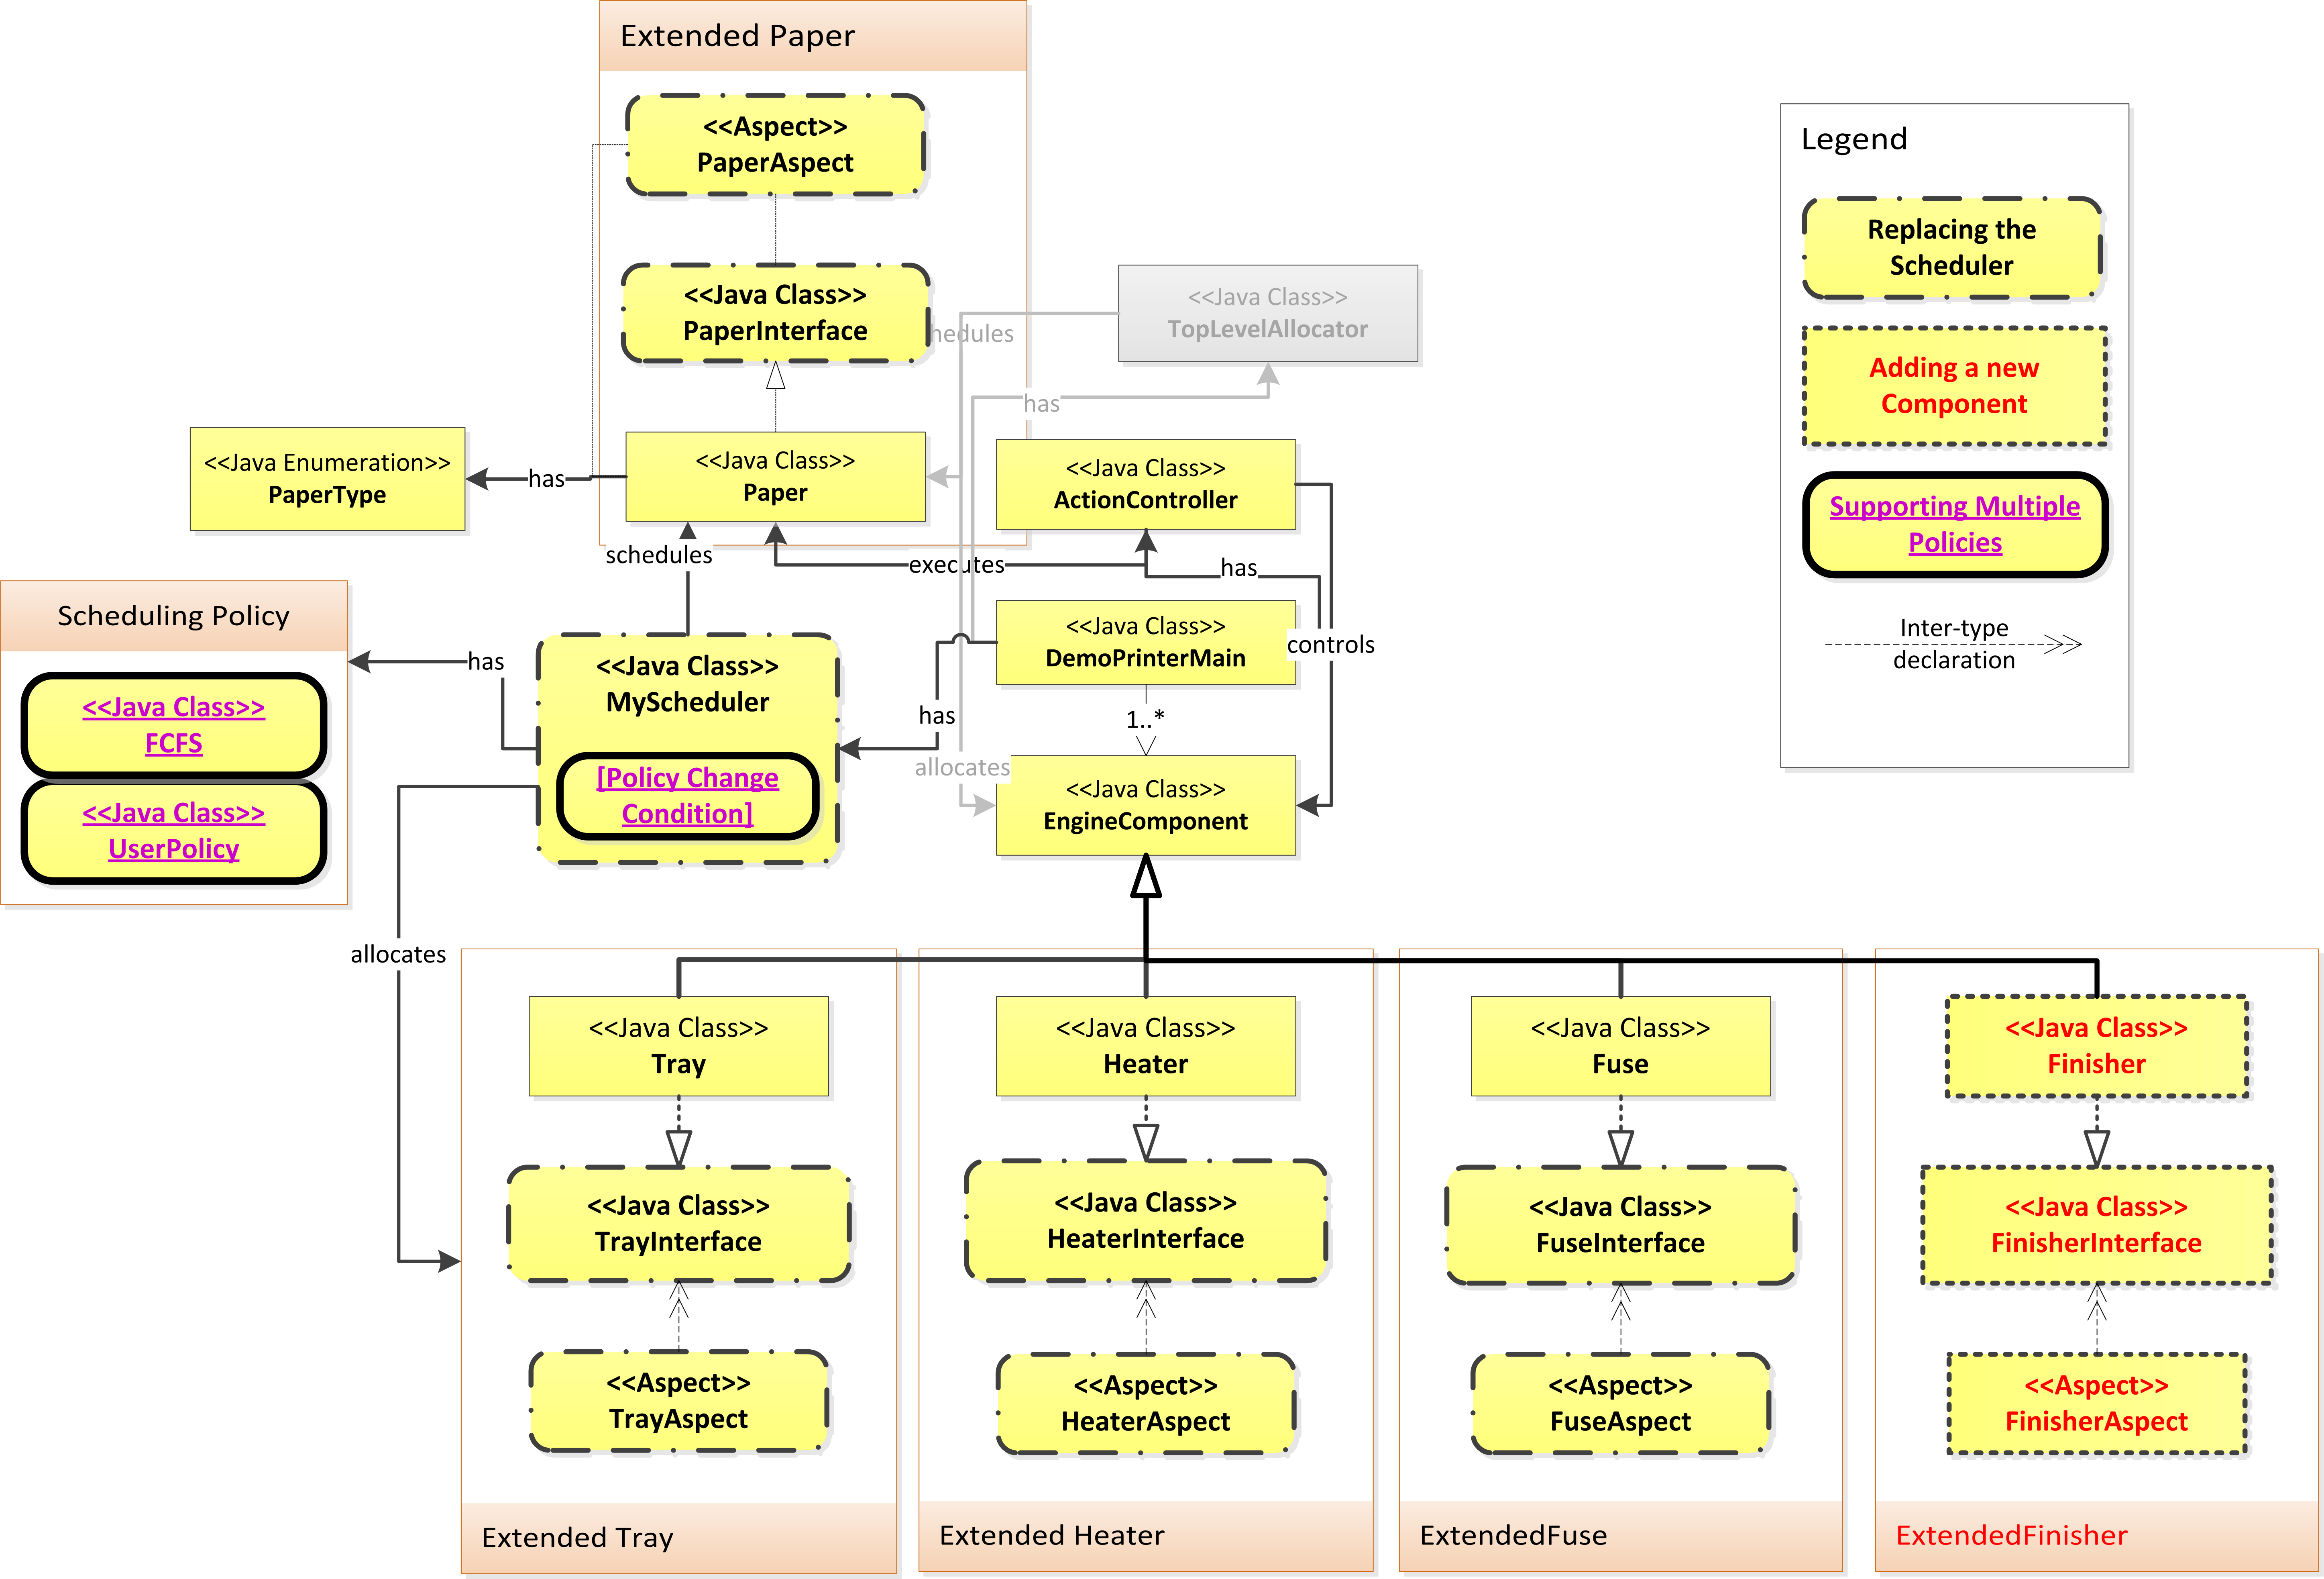 Extended Paper
<<Aspect>>
PaperAspect
<<Java Class>>
PaperInterface
hedules
<<Java Class>>
TopLevelAllocator
has
<<Java Enumeration>>
PaperType
has
<<Java Class>>
Paper
<<Java Class>>
ActionController
schedules
executes
has
Scheduling Policy
<<Java Class>>
FCFS
<<Java Class>>
UserPolicy
has
<<Java Class>>
MyScheduler
[Policy Change
Condition]
has
<<Java Class>>
DemoPrinterMain
controls
1..*
allocates
<<Java Class>>
EngineComponent
allocates
Legend
Replacing the
Scheduler
Adding a new
Component
Supporting Multiple
Policies
Inter-type
declaration
<<Java Class>>
Tray
<<Java Class>>
TrayInterface
<<Aspect>>
TrayAspect
Extended Tray
<<Java Class>>
Heater
<<Java Class>>
HeaterInterface
<<Aspect>>
HeaterAspect
Extended Heater
<<Java Class>>
Fuse
<<Java Class>>
FuseInterface
<<Aspect>>
FuseAspect
ExtendedFuse
<<Java Class>>
Finisher
<<Java Class>>
FinisherInterface
<<Aspect>>
FinisherAspect
ExtendedFinisher